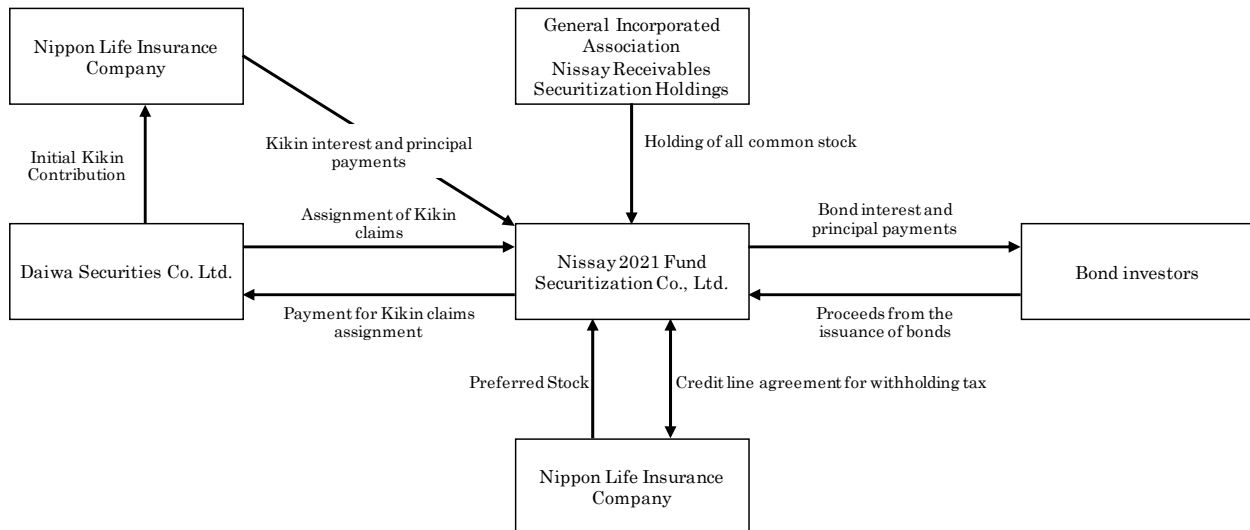 Nippon Life Insurance
Company
General Incorporated
Association
Nissay Receivables
Securitization Holdings
Kikin interest and principal
payments
Holding of all common stock
Initial Kikin
Contribution
Assignment of Kikin
claims
Bond interest and
principal payments
Daiwa Securities Co. Ltd.
Nissay 2021 Fund
Securitization Co., Ltd.
Bond investors
Payment for Kikin claims
assignment
Proceeds from the
issuance of bonds
Preferred Stock
Credit line agreement for withholding tax
Nippon Life Insurance
Company